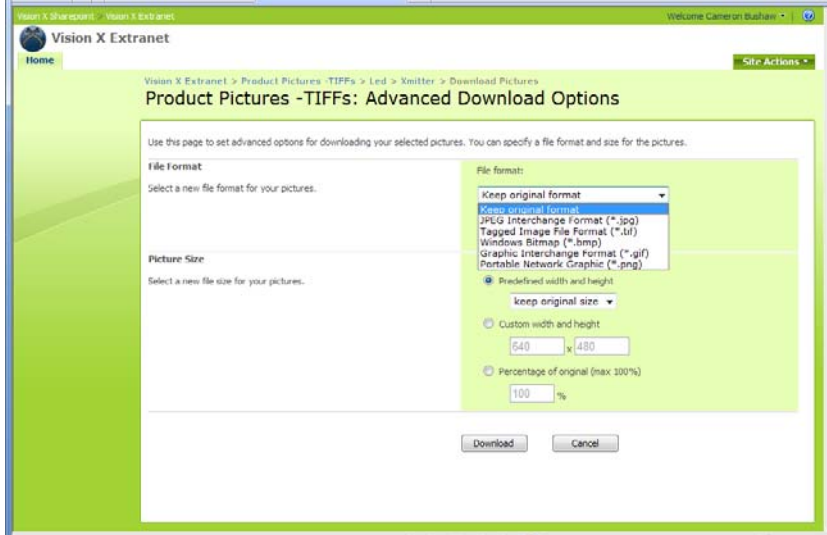 Vision X Sharepoint > Vision X Extranet
Welcome Cameron Bushaw
Vision X Extranet
Home
Site Actions
Vision X Extranet > Product Pictures -TIFFs > Led > Xmitter > Download Pictures
Product Pictures -TIFFs: Advanced Download Options
Use this page to set advanced options for downloading your selected pictures. You can specify a file format and size for the pictures.
File Format
File format:
Select a new file format for your pictures.
Keep original format
Keep original format
JPEG Interchange Format (*.jpg)
Tagged Image File Format (*.tif)
Windows Bitmap (*.bmp)
Graphic Interchange Format (*.gif)
Portable Network Graphic (*.png)
Picture Size
Select a new file size for your pictures.
Predefined width and height
keep original size
Custom width and height
640 x 480
Percentage of original (max 100%)
100 %
Download Cancel